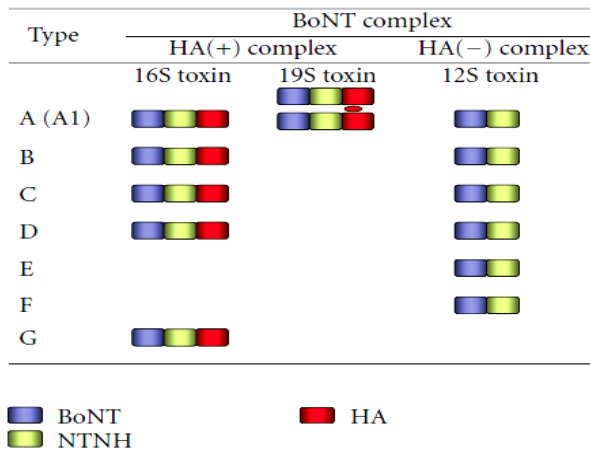 BoNT complex
Type
HA(+) complex HA(−) complex
16S toxin 19S toxin 12S toxin
A (A1)
B
C
D
E
F
G
BoNT HA
NTNH